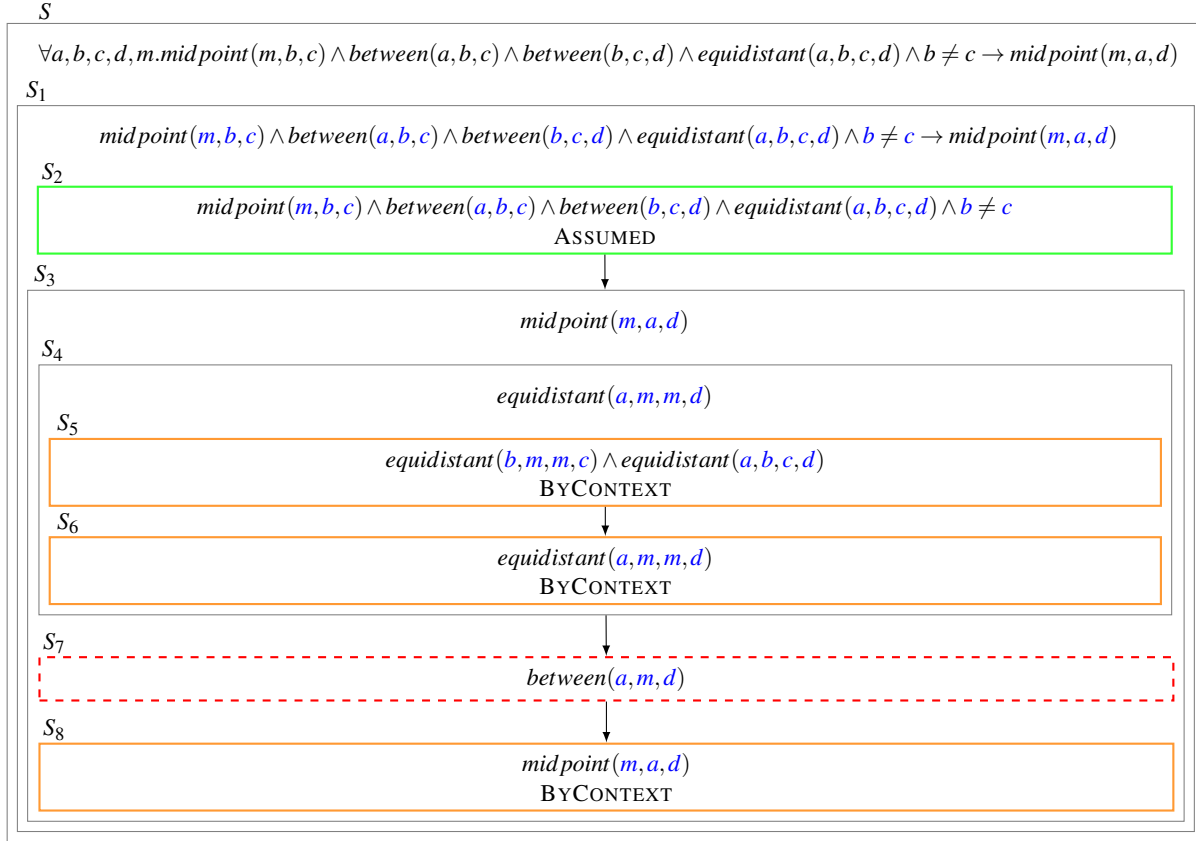 S
∀a,b,c,d,m.midpoint(m,b,c)∧between(a,b,c)∧between(b,c,d)∧equidistant(a,b,c,d)∧b≠c→midpoint(m,a,d)
S₁
midpoint(m,b,c)∧between(a,b,c)∧between(b,c,d)∧equidistant(a,b,c,d)∧b≠c→midpoint(m,a,d)
S₂
midpoint(m,b,c)∧between(a,b,c)∧between(b,c,d)∧equidistant(a,b,c,d)∧b≠c
ASSUMED
S₃
midpoint(m,a,d)
S₄
equidistant(a,m,m,d)
S₅
equidistant(b,m,m,c)∧equidistant(a,b,c,d)
BYCONTEXT
S₆
equidistant(a,m,m,d)
BYCONTEXT
S₇
between(a,m,d)
S₈
midpoint(m,a,d)
BYCONTEXT